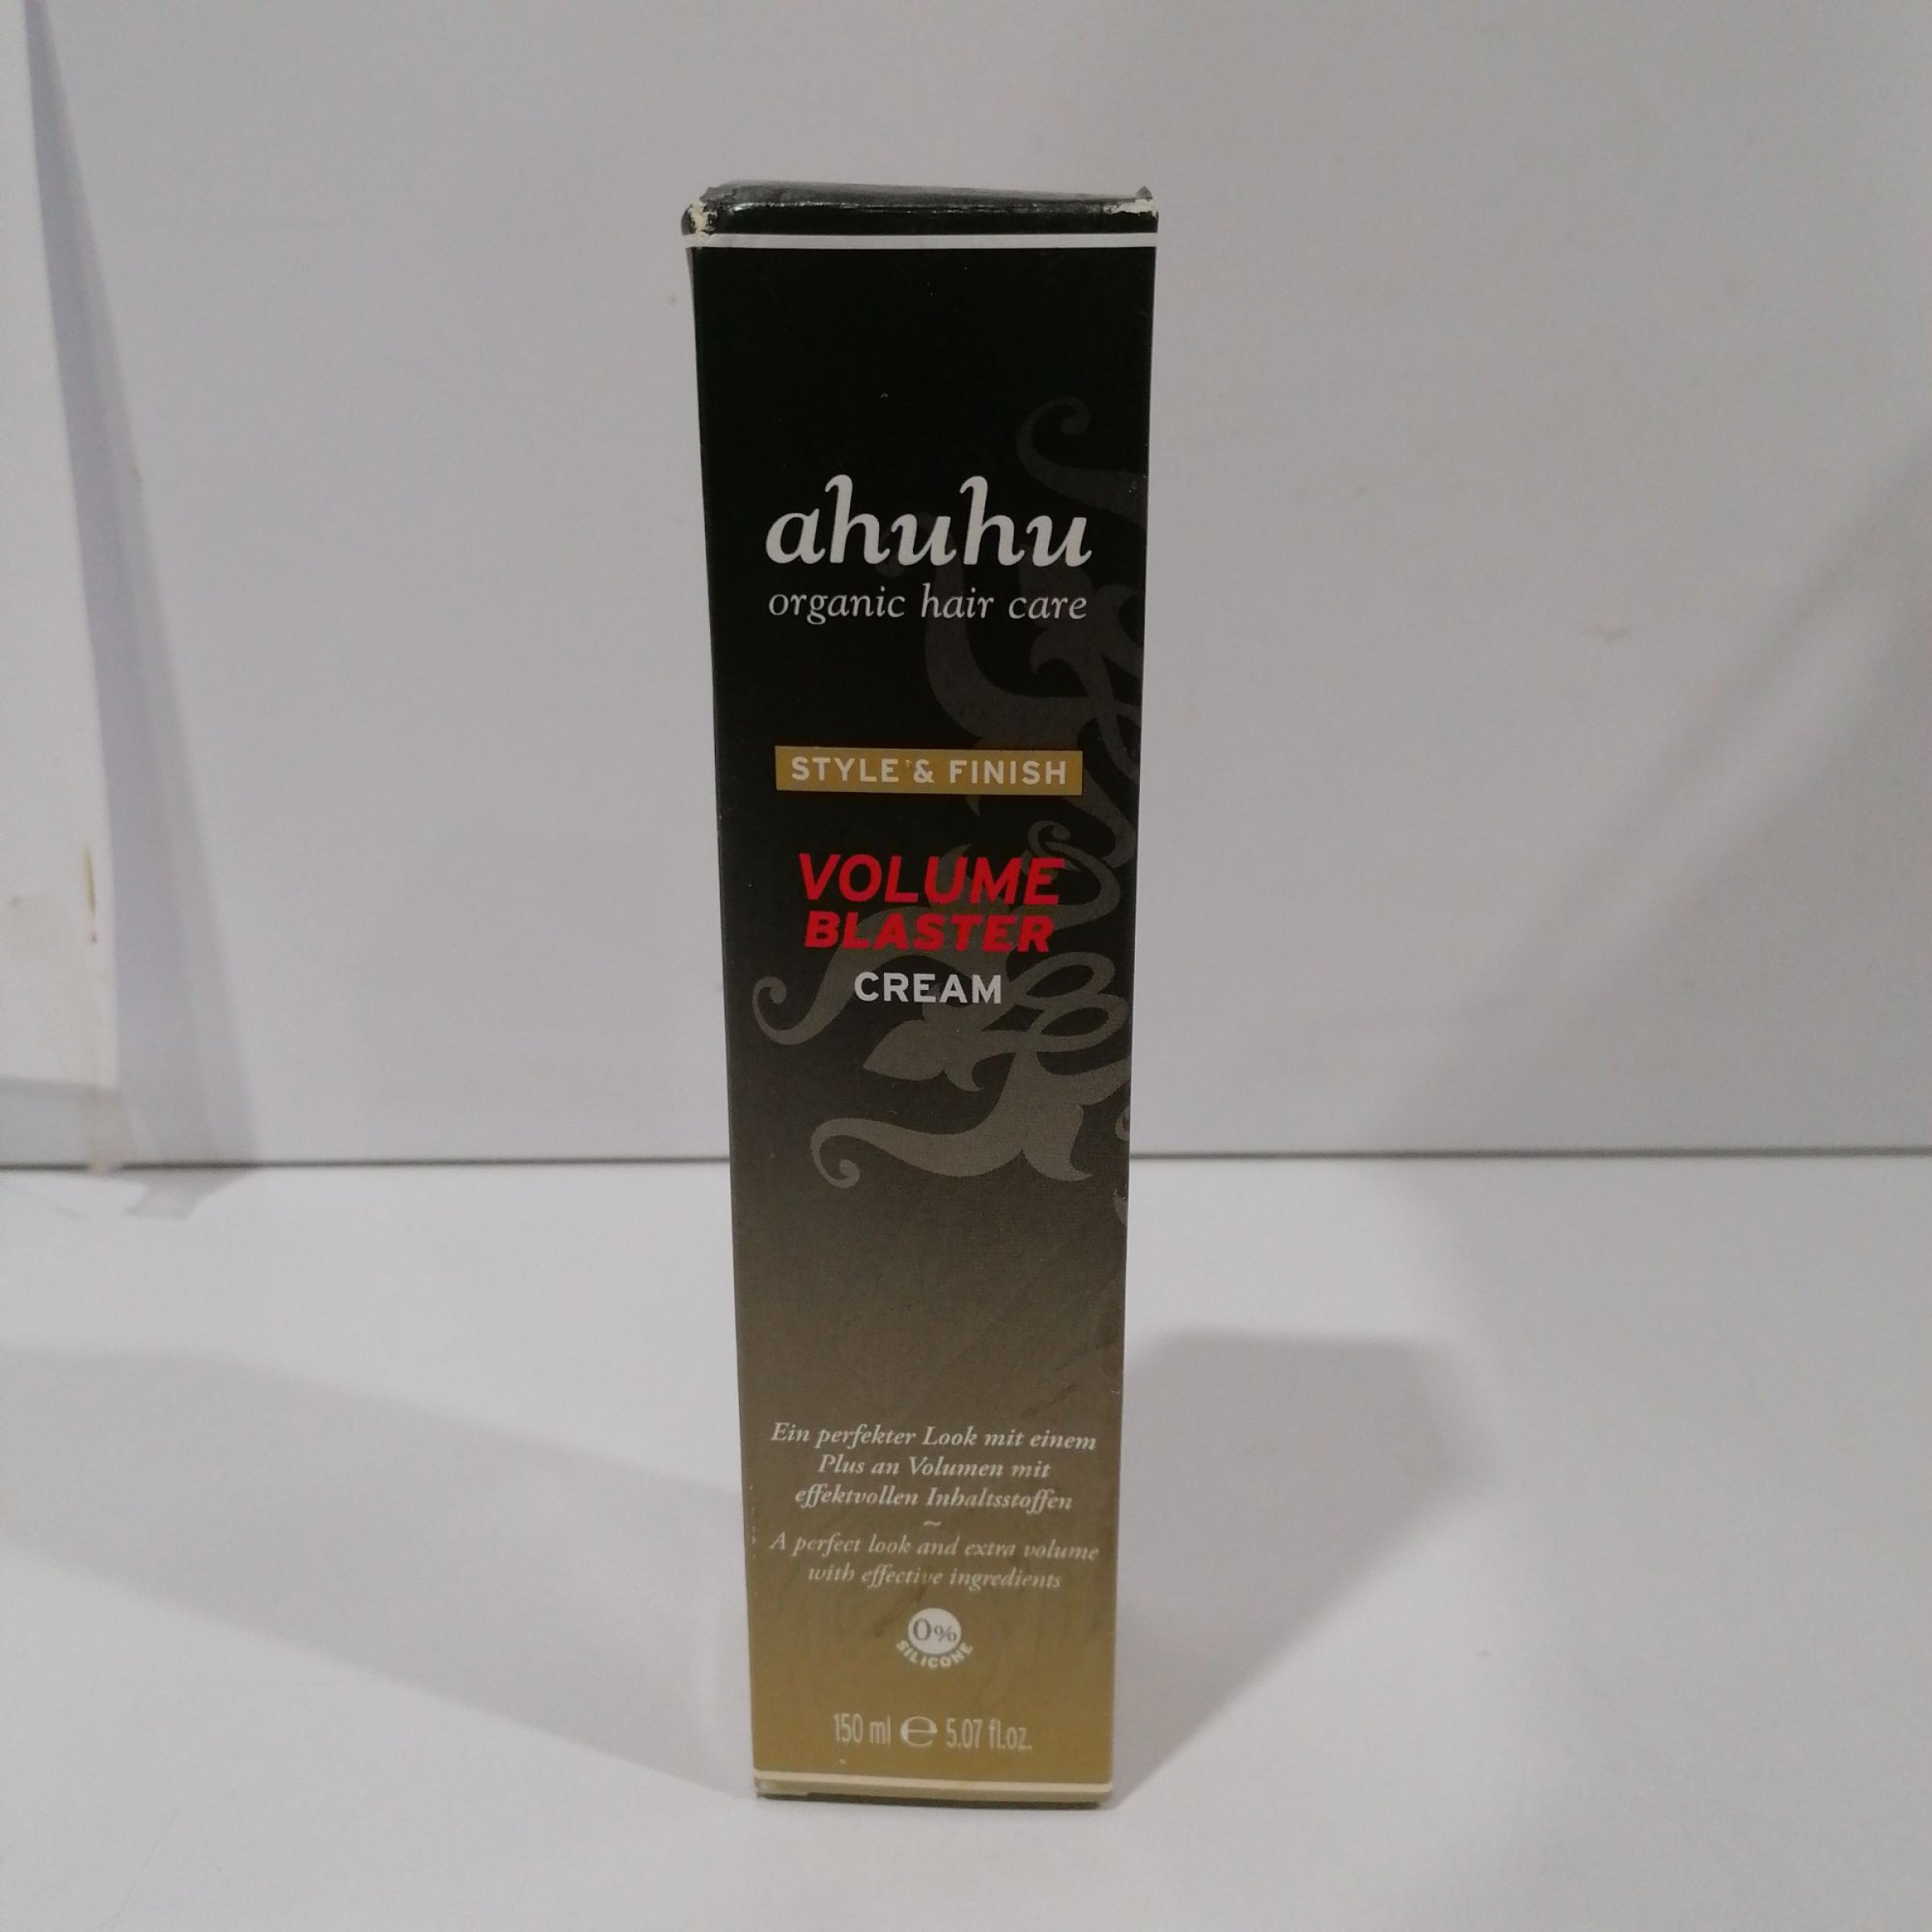 ahuhu
organic hair care
STYLE & FINISH
VOLUME
BLASTER
CREAM
Ein perfekter Look mit einem
Plus an Volumen mit
effektvollen Inhaltsstoffen
~
A perfect look and extra volume
with effective ingredients
0%
SILICONE
150 ml ℮ 5.07 fl.oz.